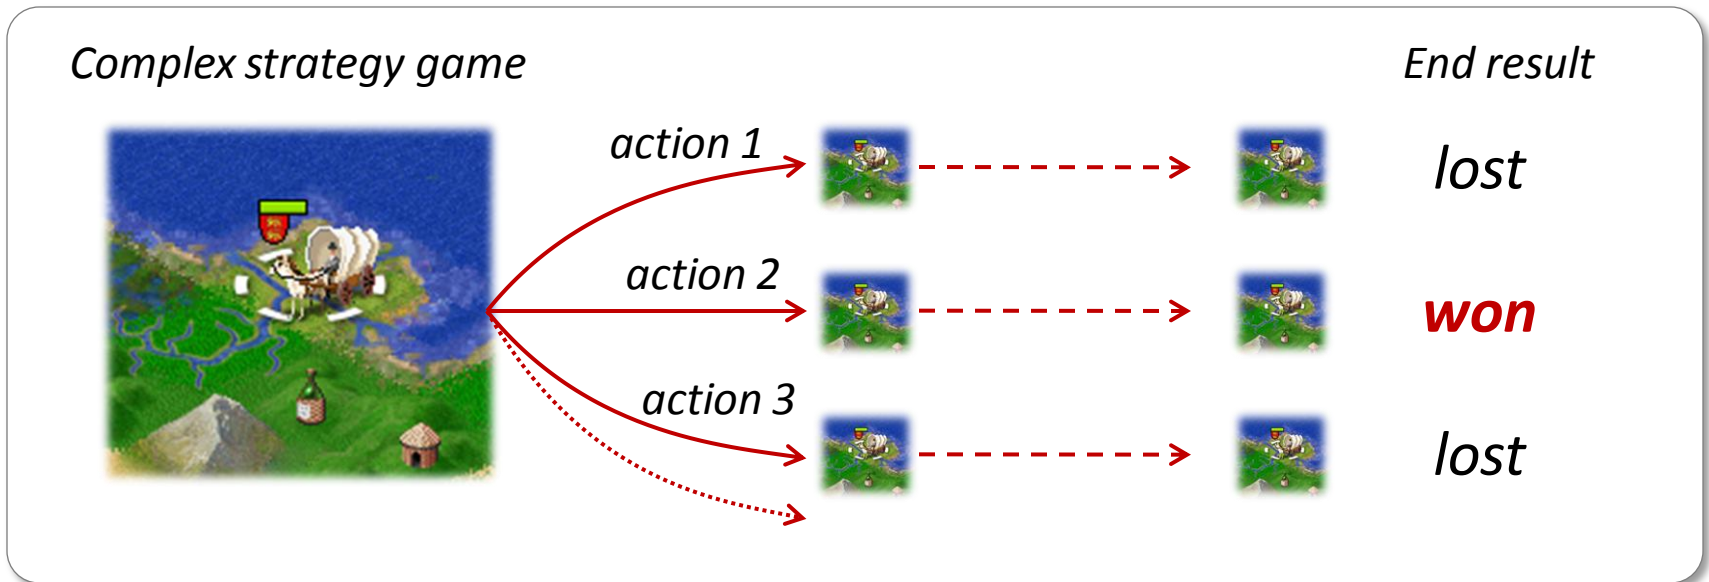 Complex strategy game
End result
action 1
lost
action 2
won
action 3
lost